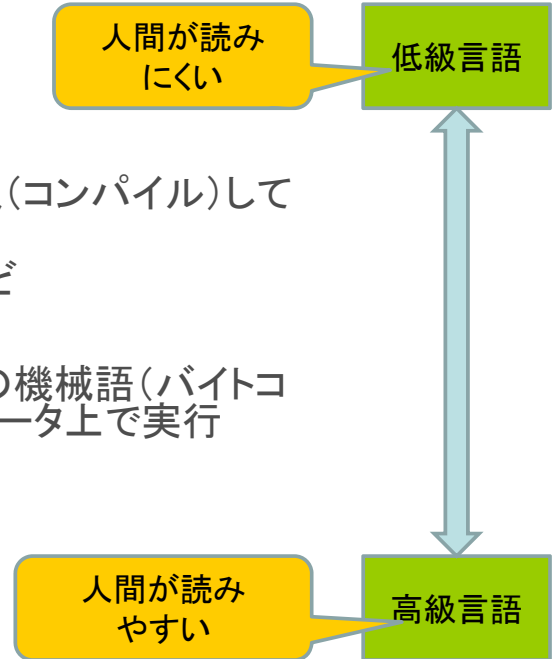 人間が読み
にくい
低級言語
(コンパイル)して
機械語(バイトコ
ータ上で実行
人間が読み
やすい
高級言語